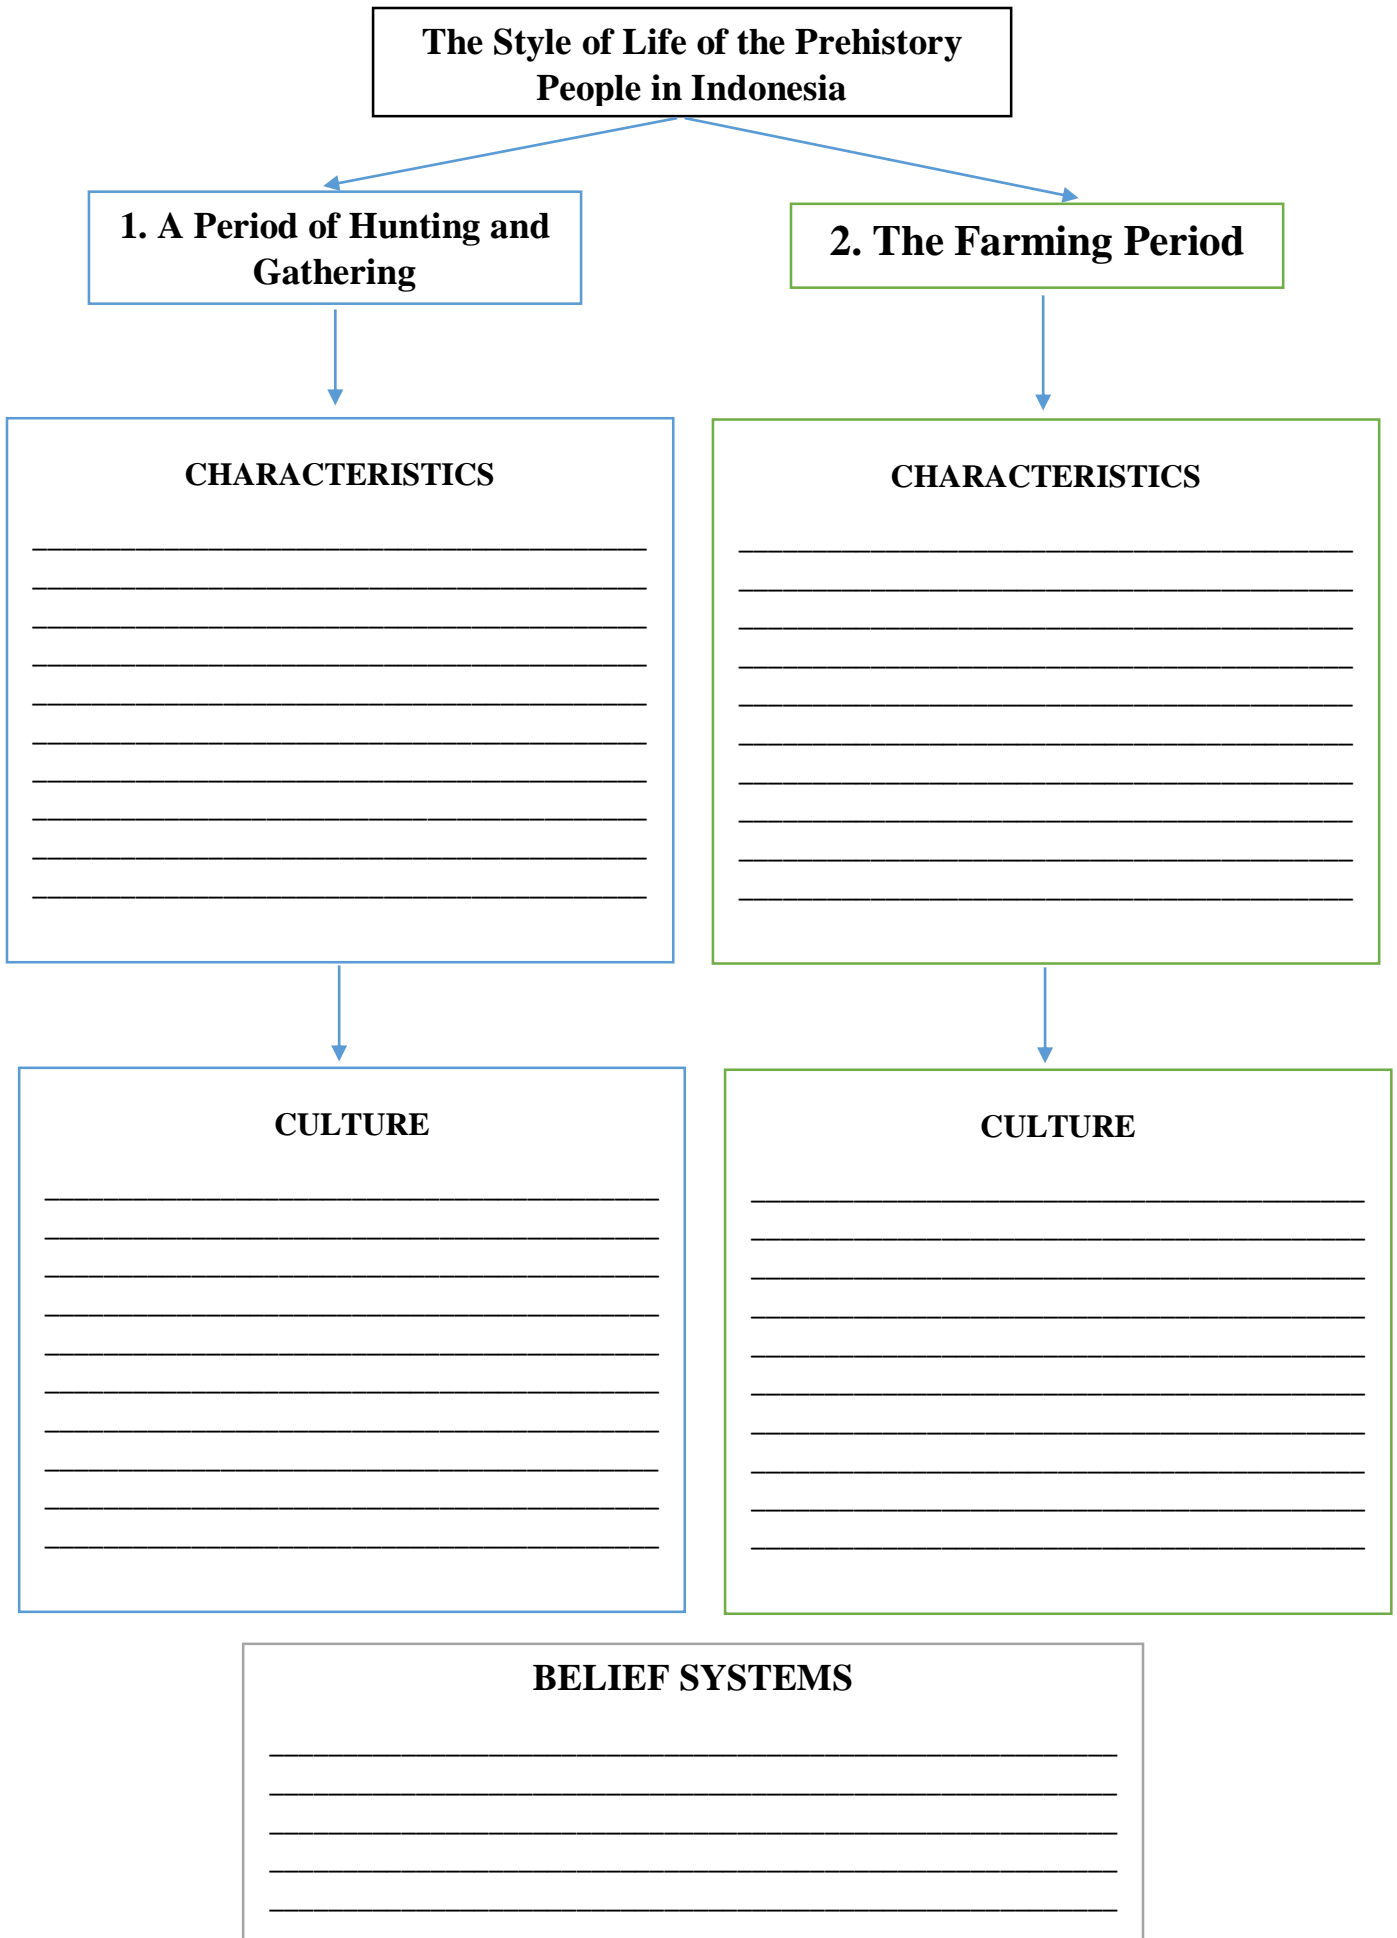 The Style of Life of the Prehistory
People in Indonesia
1. A Period of Hunting and
Gathering
2. The Farming Period
CHARACTERISTICS
CHARACTERISTICS
CULTURE
CULTURE
BELIEF SYSTEMS